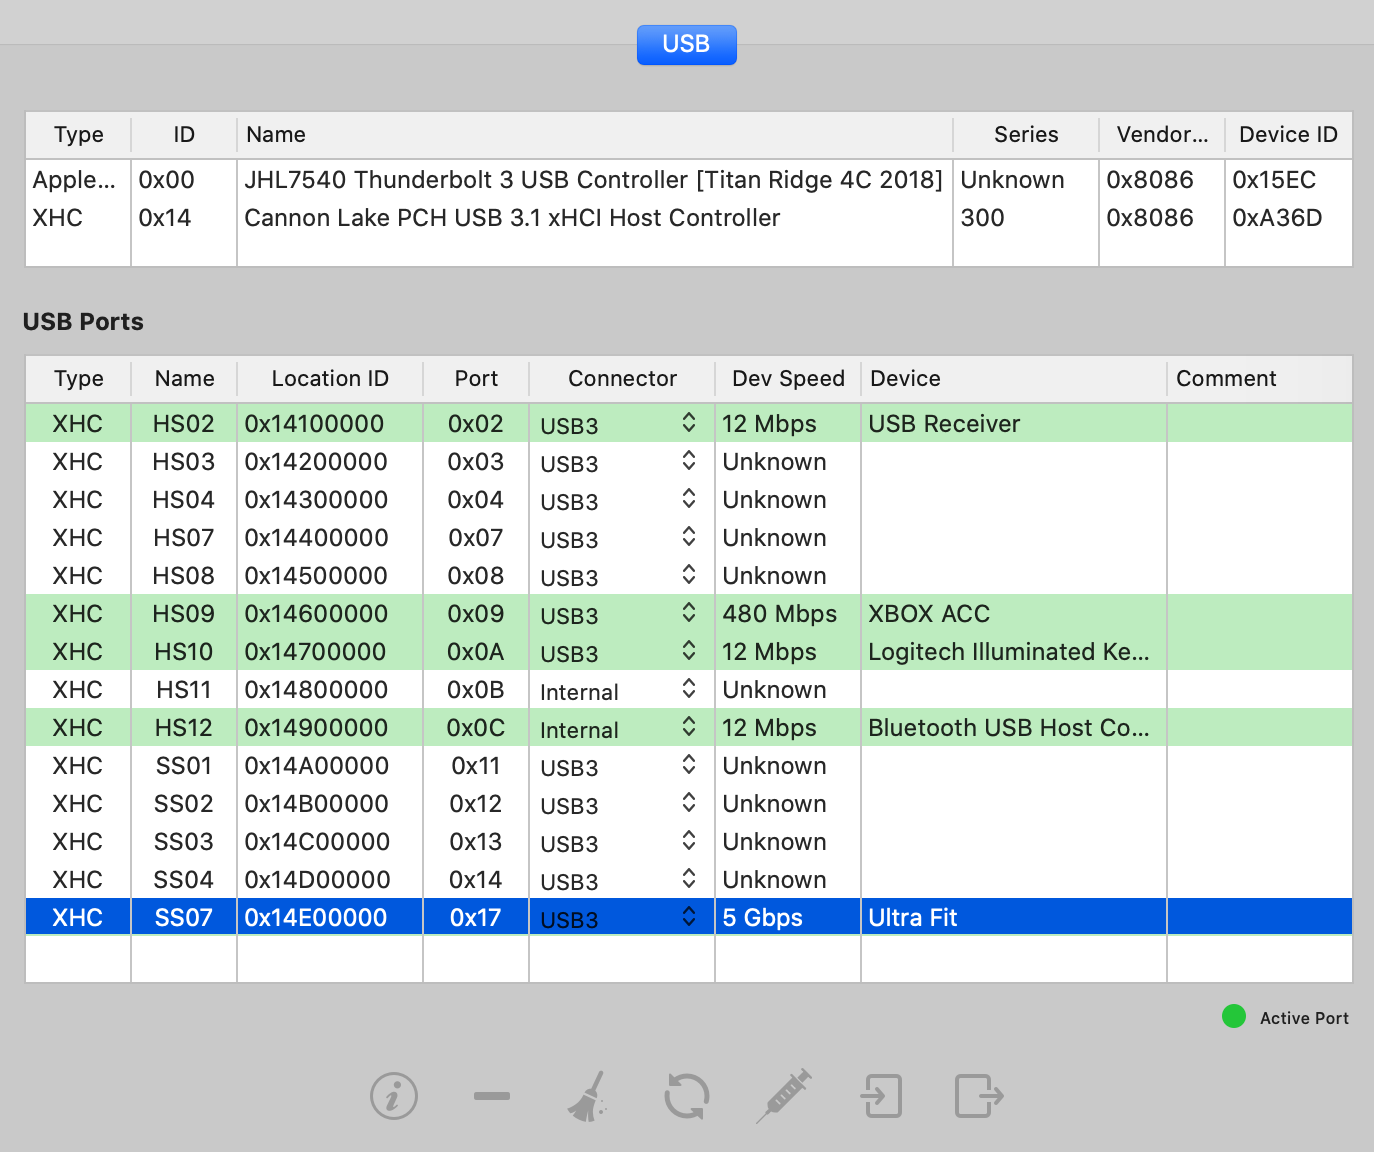 USB
Type ID Name Series Vendor... Device ID
Apple... 0x00 JHL7540 Thunderbolt 3 USB Controller [Titan Ridge 4C 2018] Unknown 0x8086 0x15EC
XHC 0x14 Cannon Lake PCH USB 3.1 xHCI Host Controller 300 0x8086 0xA36D
USB Ports
Type Name Location ID Port Connector Dev Speed Device Comment
XHC HS02 0x14100000 0x02 USB3 12 Mbps USB Receiver
XHC HS03 0x14200000 0x03 USB3 Unknown
XHC HS04 0x14300000 0x04 USB3 Unknown
XHC HS07 0x14400000 0x07 USB3 Unknown
XHC HS08 0x14500000 0x08 USB3 Unknown
XHC HS09 0x14600000 0x09 USB3 480 Mbps XBOX ACC
XHC HS10 0x14700000 0x0A USB3 12 Mbps Logitech Illuminated Ke...
XHC HS11 0x14800000 0x0B Internal Unknown
XHC HS12 0x14900000 0x0C Internal 12 Mbps Bluetooth USB Host Co...
XHC SS01 0x14A00000 0x11 USB3 Unknown
XHC SS02 0x14B00000 0x12 USB3 Unknown
XHC SS03 0x14C00000 0x13 USB3 Unknown
XHC SS04 0x14D00000 0x14 USB3 Unknown
XHC SS07 0x14E00000 0x17 USB3 5 Gbps Ultra Fit
Active Port